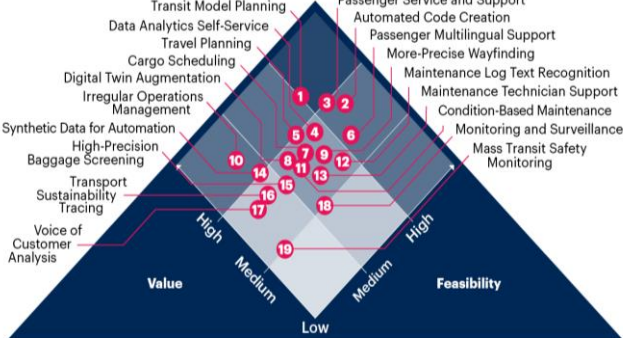 Transit Model Planning
Passenger Service and Support
Data Analytics Self-Service
Automated Code Creation
Travel Planning
Passenger Multilingual Support
Cargo Scheduling
More-Precise Wayfinding
Digital Twin Augmentation
Maintenance Log Text Recognition
Irregular Operations
Management
Maintenance Technician Support
Condition-Based Maintenance
Synthetic Data for Automation
Monitoring and Surveillance
High-Precision
Baggage Screening
Mass Transit Safety
Monitoring
Transport
Sustainability
Tracing
Voice of
Customer
Analysis
1
3 2
5 4 6
7
10 8 9 12
11
14 13
15
16
17 18
19
High
High
Medium
Medium
Low
Value
Feasibility